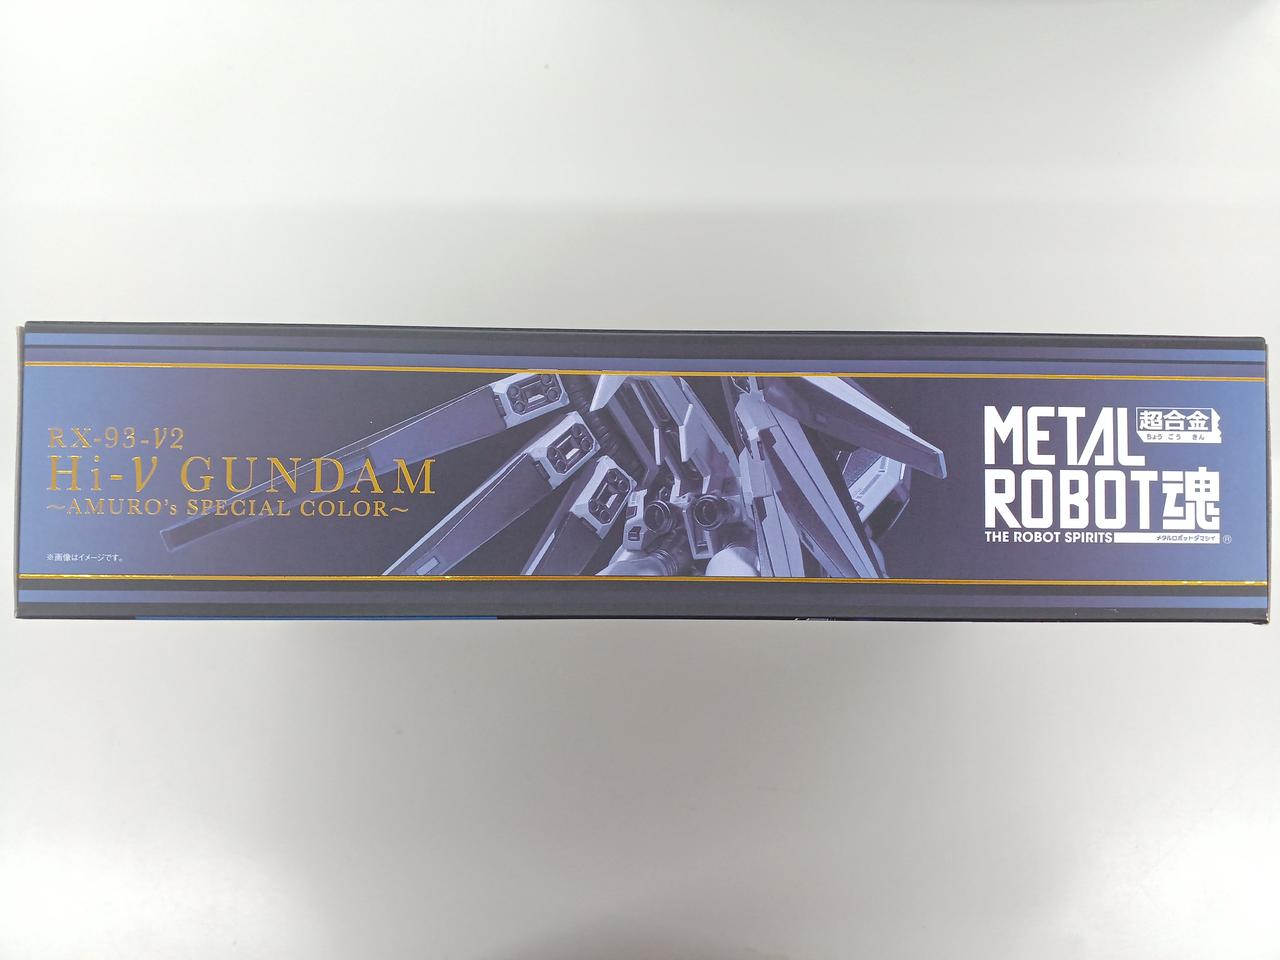 RX-93-ν2
Hi-ν GUNDAM
～AMURO's SPECIAL COLOR～
※画像はイメージです。
METAL
超合金
ちょうごうきん
ROBOT魂
THE ROBOT SPIRITS
メタルロボットダマシイ
®